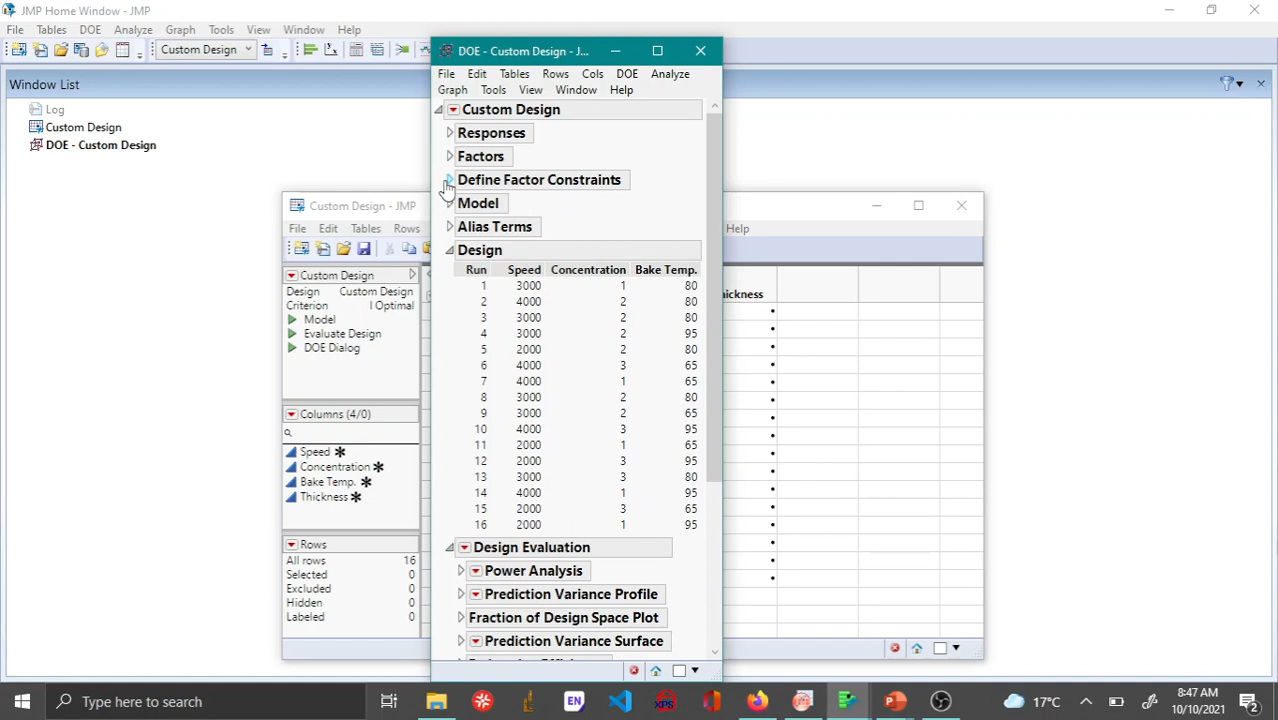 JMP Home Window - JMP
File Tables DOE Analyze Graph Tools View Window Help
Custom Design
Window List
Log
Custom Design
DOE - Custom Design
Custom Design - JMP
File Edit Tables Rows
Help
Custom Design
Design Custom Design
Criterion I Optimal
Model
Evaluate Design
DOE Dialog
Columns (4/0)
Speed
Concentration
Bake Temp.
Thickness
Rows
All rows 16
Selected 0
Excluded 0
Hidden 0
Labeled 0
DOE - Custom Design - J...
File Edit Tables Rows Cols DOE Analyze
Graph Tools View Window Help
Custom Design
Responses
Factors
Define Factor Constraints
Model
Alias Terms
Design
Run Speed Concentration Bake Temp.
1 3000 1 80
2 4000 2 80
3 3000 2 80
4 3000 2 95
5 2000 2 80
6 4000 3 65
7 4000 1 65
8 3000 2 80
9 3000 2 65
10 4000 3 95
11 2000 1 65
12 2000 3 95
13 3000 3 80
14 4000 1 95
15 2000 3 65
16 2000 1 95
Design Evaluation
Power Analysis
Prediction Variance Profile
Fraction of Design Space Plot
Prediction Variance Surface
Type here to search
EN
XPS
17°C
8:47 AM
10/10/2021
2